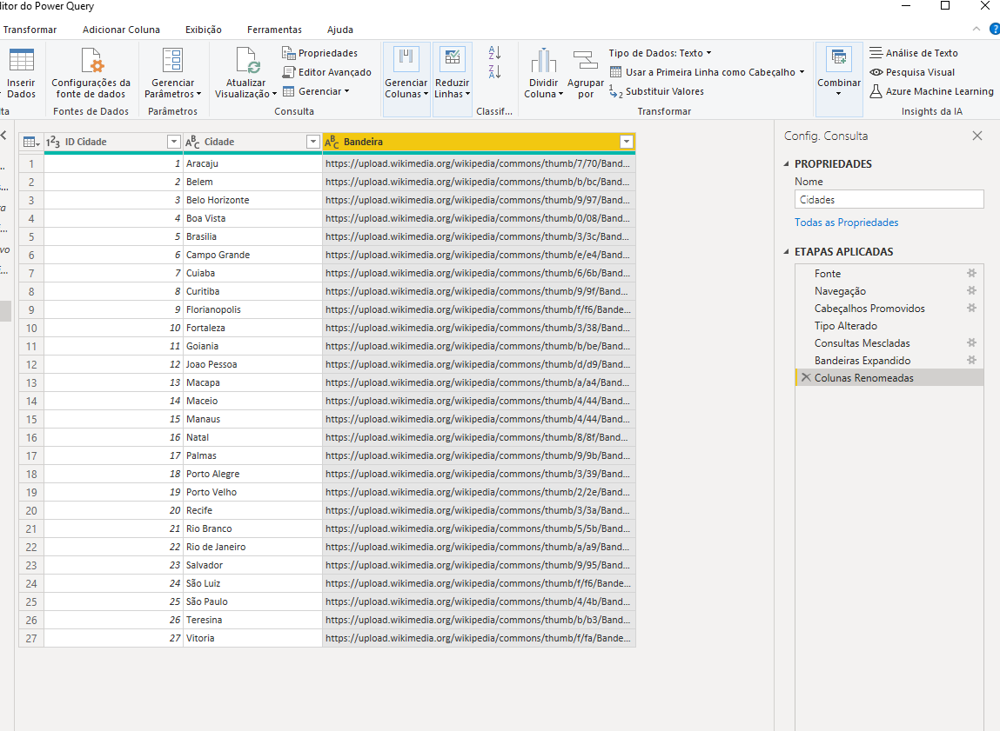 itor do Power Query
Transformar Adicionar Coluna Exibição Ferramentas Ajuda
Inserir Dados
Configurações da fonte de dados
Fontes de Dados
Gerenciar Parâmetros
Parâmetros
Atualizar Visualização
Propriedades
Editor Avançado
Gerenciar
Consulta
Gerenciar Colunas
Reduzir Linhas
Classif...
Dividir Coluna
Agrupar por
Tipo de Dados: Texto
Usar a Primeira Linha como Cabeçalho
Substituir Valores
Transformar
Combinar
Análise de Texto
Pesquisa Visual
Azure Machine Learning
Insights da IA
ID Cidade Cidade Bandeira
1 1 Aracaju https://upload.wikimedia.org/wikipedia/commons/thumb/7/70/Band...
2 2 Belem https://upload.wikimedia.org/wikipedia/commons/thumb/b/bc/Band...
3 3 Belo Horizonte https://upload.wikimedia.org/wikipedia/commons/thumb/9/97/Band...
4 4 Boa Vista https://upload.wikimedia.org/wikipedia/commons/thumb/0/08/Band...
5 5 Brasilia https://upload.wikimedia.org/wikipedia/commons/thumb/3/3c/Band...
6 6 Campo Grande https://upload.wikimedia.org/wikipedia/commons/thumb/e/e4/Band...
7 7 Cuiaba https://upload.wikimedia.org/wikipedia/commons/thumb/6/6b/Band...
8 8 Curitiba https://upload.wikimedia.org/wikipedia/commons/thumb/9/9f/Band...
9 9 Florianopolis https://upload.wikimedia.org/wikipedia/commons/thumb/f/f6/Bande...
10 10 Fortaleza https://upload.wikimedia.org/wikipedia/commons/thumb/3/38/Band...
11 11 Goiania https://upload.wikimedia.org/wikipedia/commons/thumb/b/be/Band...
12 12 Joao Pessoa https://upload.wikimedia.org/wikipedia/commons/thumb/d/d9/Band...
13 13 Macapa https://upload.wikimedia.org/wikipedia/commons/thumb/a/a4/Band...
14 14 Maceio https://upload.wikimedia.org/wikipedia/commons/thumb/4/44/Band...
15 15 Manaus https://upload.wikimedia.org/wikipedia/commons/thumb/4/44/Band...
16 16 Natal https://upload.wikimedia.org/wikipedia/commons/thumb/8/8f/Band...
17 17 Palmas https://upload.wikimedia.org/wikipedia/commons/thumb/9/9b/Band...
18 18 Porto Alegre https://upload.wikimedia.org/wikipedia/commons/thumb/3/39/Band...
19 19 Porto Velho https://upload.wikimedia.org/wikipedia/commons/thumb/2/2e/Band...
20 20 Recife https://upload.wikimedia.org/wikipedia/commons/thumb/3/3a/Band...
21 21 Rio Branco https://upload.wikimedia.org/wikipedia/commons/thumb/5/5b/Band...
22 22 Rio de Janeiro https://upload.wikimedia.org/wikipedia/commons/thumb/a/a9/Band...
23 23 Salvador https://upload.wikimedia.org/wikipedia/commons/thumb/9/95/Band...
24 24 São Luiz https://upload.wikimedia.org/wikipedia/commons/thumb/f/f6/Bande...
25 25 São Paulo https://upload.wikimedia.org/wikipedia/commons/thumb/4/4b/Band...
26 26 Teresina https://upload.wikimedia.org/wikipedia/commons/thumb/b/b3/Band...
27 27 Vitoria https://upload.wikimedia.org/wikipedia/commons/thumb/f/fa/Bande...
Config. Consulta
PROPRIEDADES
Nome
Cidades
Todas as Propriedades
ETAPAS APLICADAS
Fonte
Navegação
Cabeçalhos Promovidos
Tipo Alterado
Consultas Mescladas
Bandeiras Expandido
Colunas Renomeadas